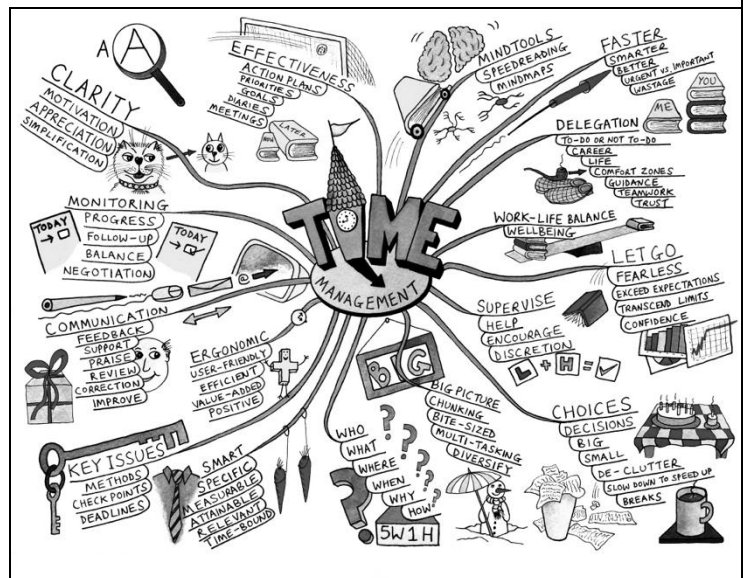 TIME
MANAGEMENT
A A
CLARITY
MOTIVATION
APPRECIATION
SIMPLIFICATION
EFFECTIVENESS
ACTION PLANS
PRIORITIES
GOALS
DIARIES
MEETINGS
NOW
LATER
MINDTOOLS
SPEEDREADING
MINDMAPS
FASTER
SMARTER
BETTER
URGENT VS. IMPORTANT
WASTAGE
ME
YOU
DELEGATION
TO-DO OR NOT TO-DO
CAREER
LIFE
COMFORT ZONES
GUIDANCE
TEAMWORK
TRUST
WORK-LIFE BALANCE
WELLBEING
LET GO
FEARLESS
EXCEED EXPECTATIONS
TRANSCEND LIMITS
CONFIDENCE
SUPERVISE
HELP
ENCOURAGE
DISCRETION
L + H = ✓
CHOICES
DECISIONS
BIG
SMALL
DE-CLUTTER
SLOW DOWN TO SPEED UP
BREAKS
BIG
BIG PICTURE
CHUNKING
BITE-SIZED
MULTI-TASKING
DIVERSIFY
WHO
WHAT
WHERE
WHEN
WHY
HOW
? ? ? ? ? ? ?
5W1H
SMART
SPECIFIC
MEASURABLE
ATTAINABLE
RELEVANT
TIME-BOUND
ERGONOMIC
USER-FRIENDLY
EFFICIENT
VALUE-ADDED
POSITIVE
KEY ISSUES
METHODS
CHECKPOINTS
DEADLINES
COMMUNICATION
FEEDBACK
SUPPORT
PRAISE
REVIEW
CORRECTION
IMPROVE
@
MONITORING
PROGRESS
FOLLOW-UP
BALANCE
NEGOTIATION
TODAY
→ □
TODAY
→ ☑